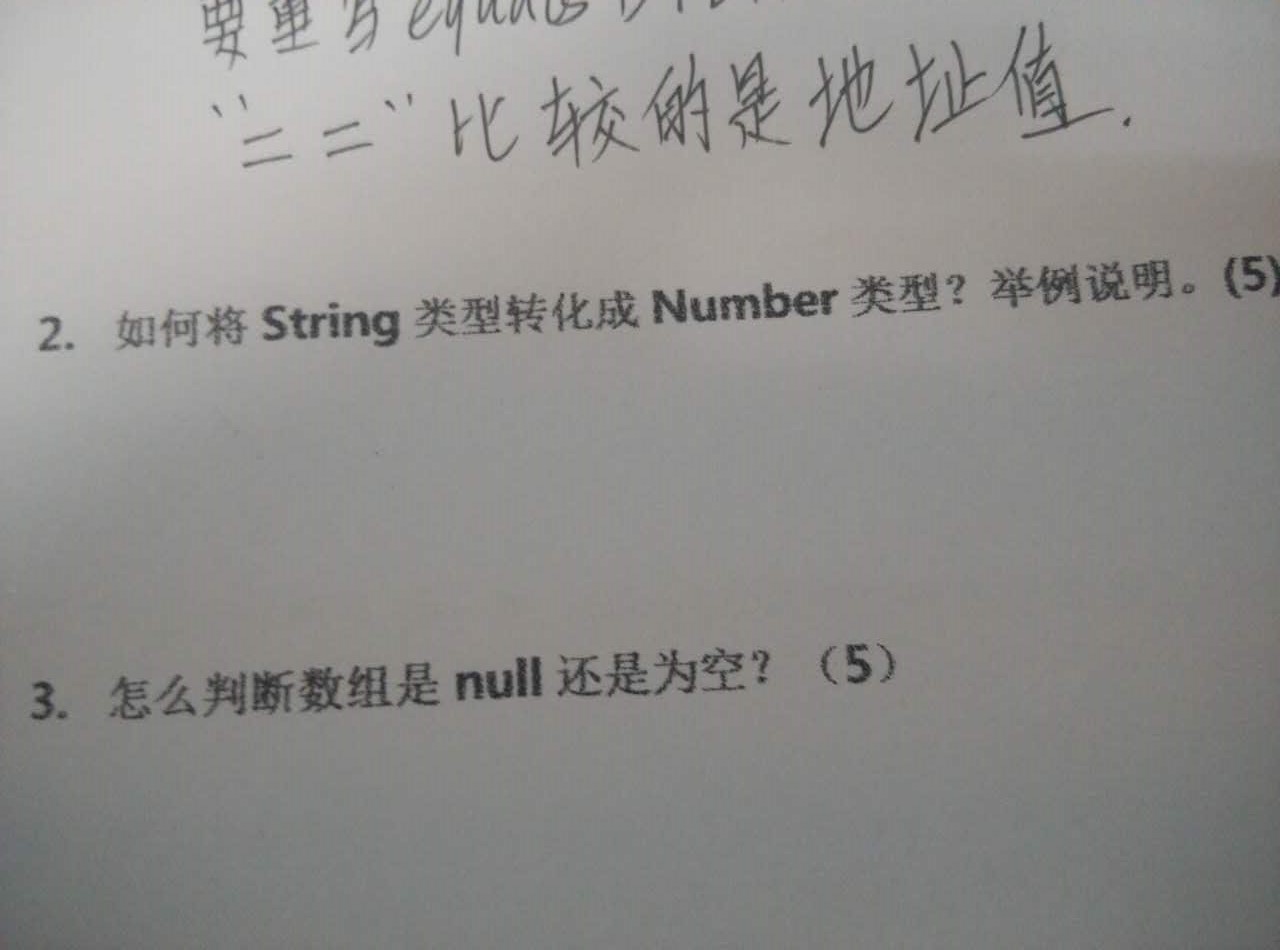 要重写equals
“==”比较的是地址值.
2. 如何将 String 类型转化成 Number 类型？举例说明。(5)
3. 怎么判断数组是 null 还是为空？（5）